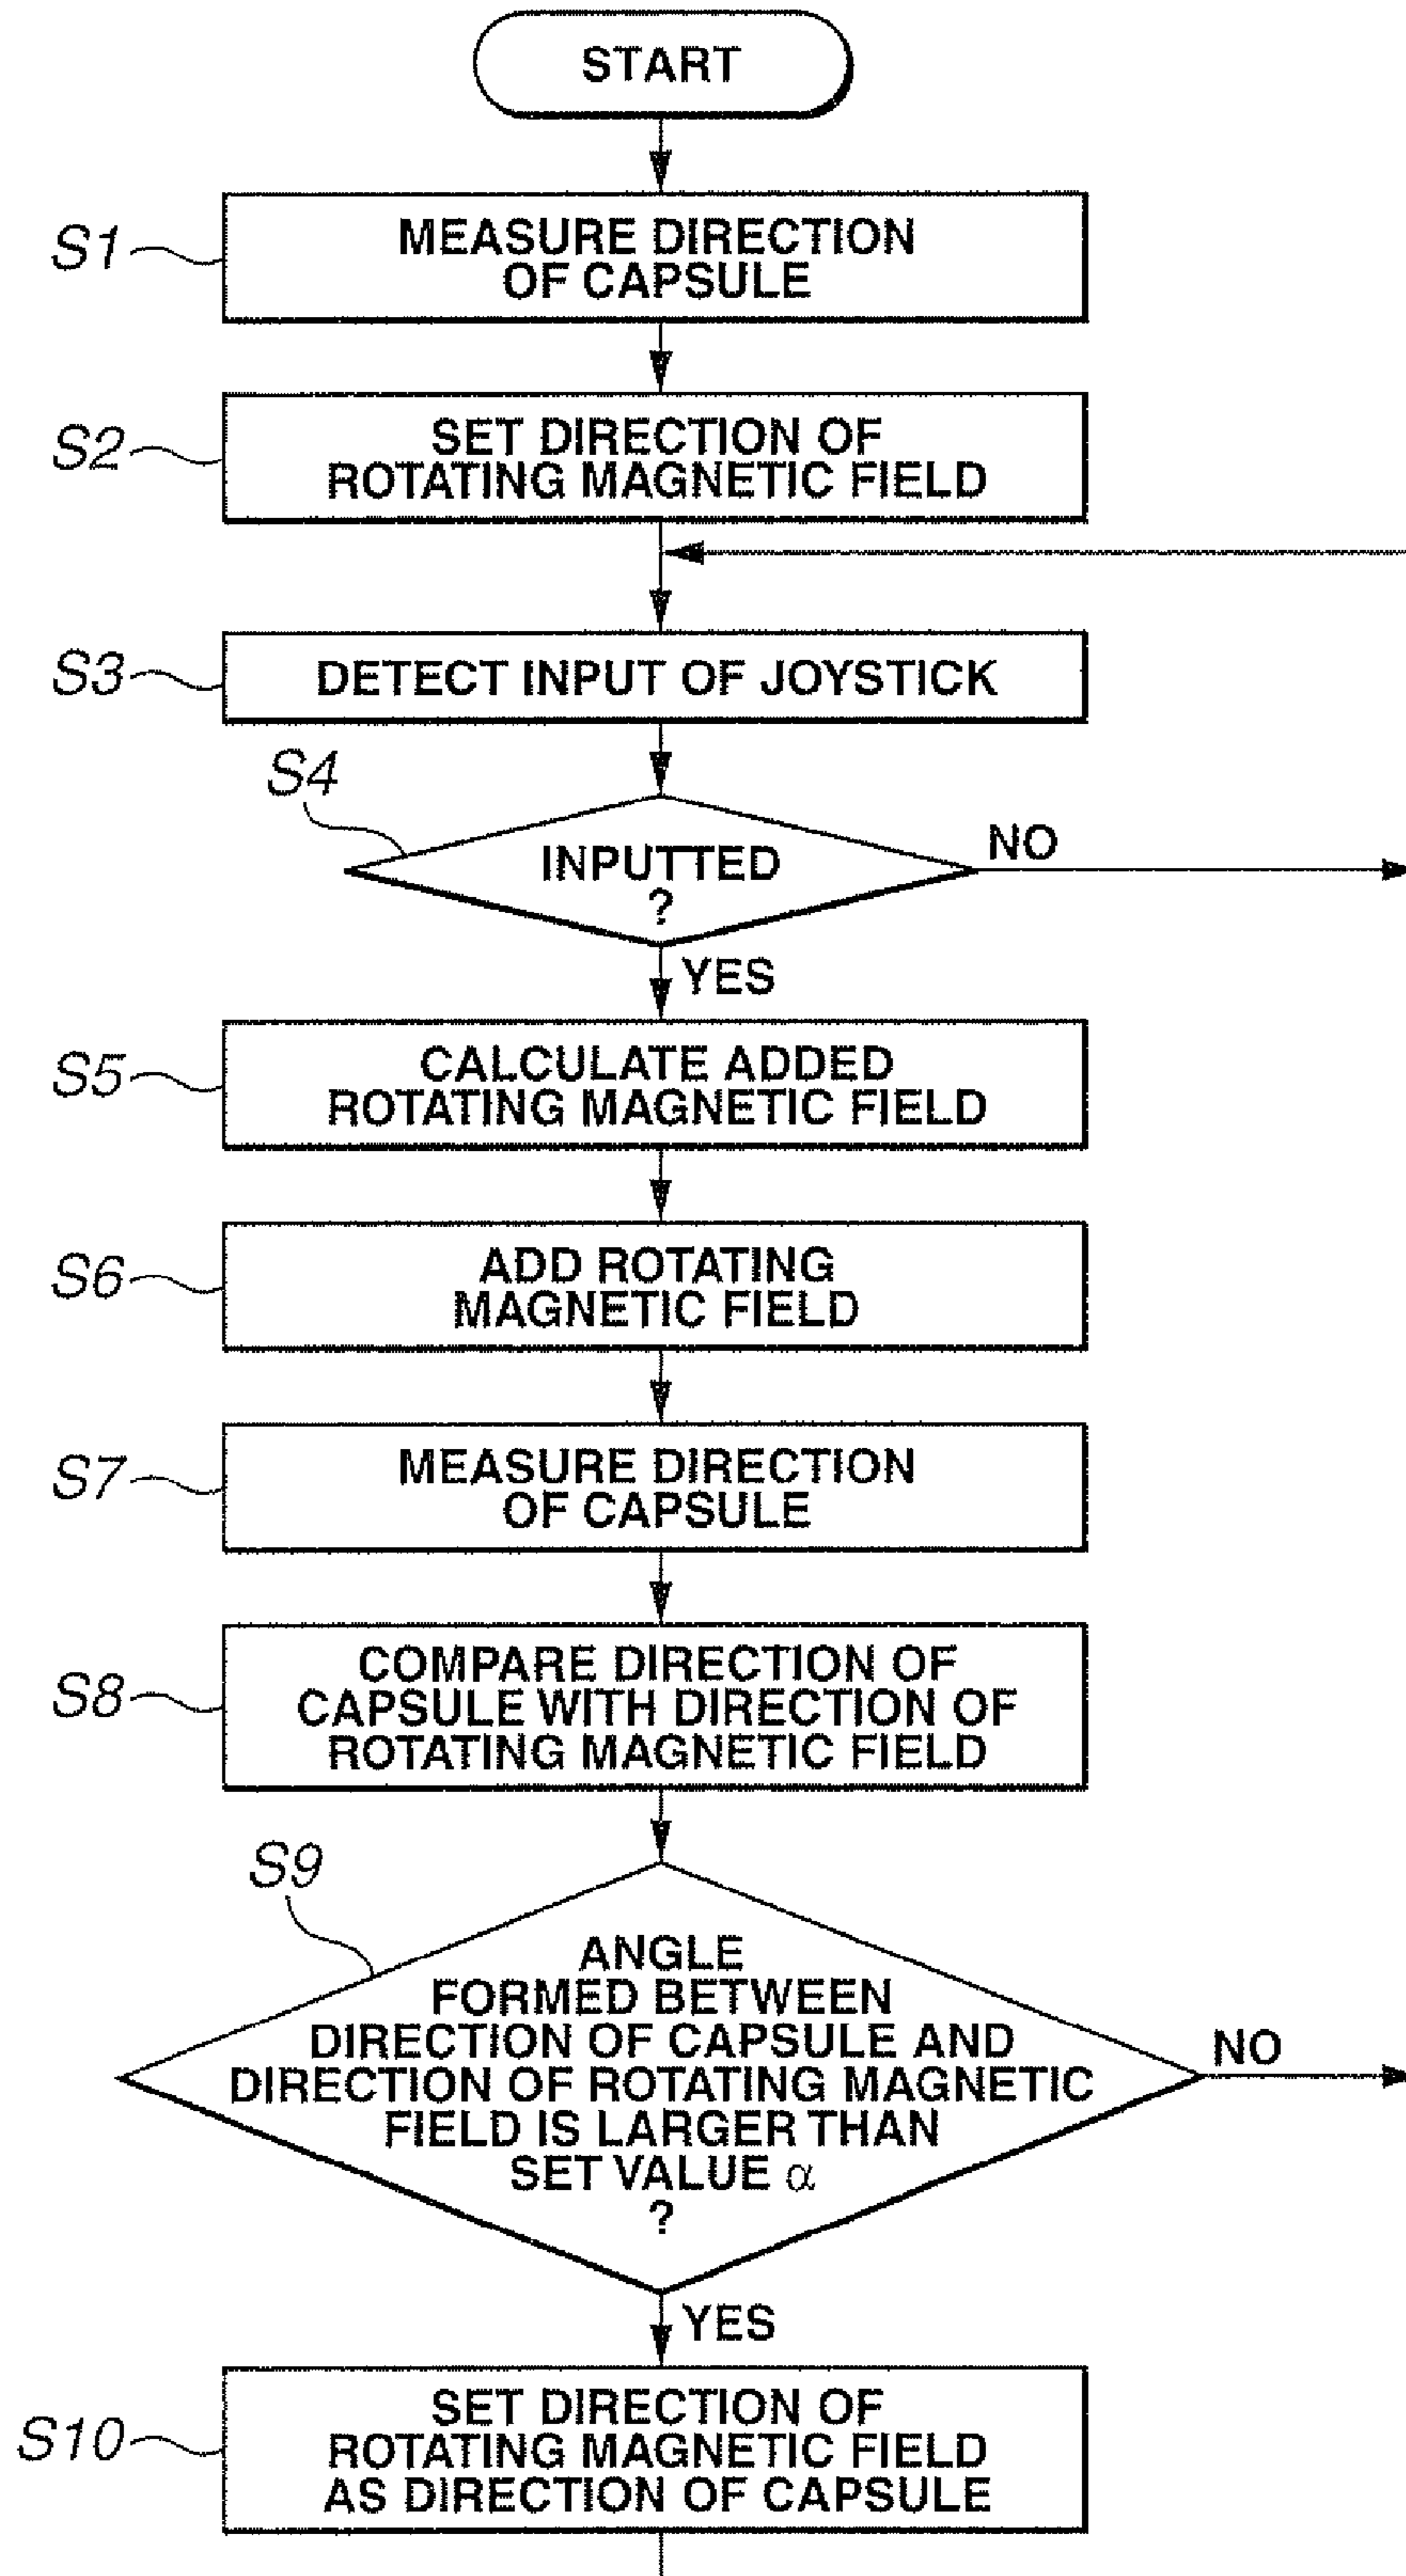 START
S1
MEASURE DIRECTION
OF CAPSULE
S2
SET DIRECTION OF
ROTATING MAGNETIC FIELD
S3
DETECT INPUT OF JOYSTICK
S4
INPUTTED
?
NO
YES
S5
CALCULATE ADDED
ROTATING MAGNETIC FIELD
S6
ADD ROTATING
MAGNETIC FIELD
S7
MEASURE DIRECTION
OF CAPSULE
S8
COMPARE DIRECTION OF
CAPSULE WITH DIRECTION OF
ROTATING MAGNETIC FIELD
S9
ANGLE
FORMED BETWEEN
DIRECTION OF CAPSULE AND
DIRECTION OF ROTATING MAGNETIC
FIELD IS LARGER THAN
SET VALUE α
?
NO
YES
S10
SET DIRECTION OF
ROTATING MAGNETIC FIELD
AS DIRECTION OF CAPSULE